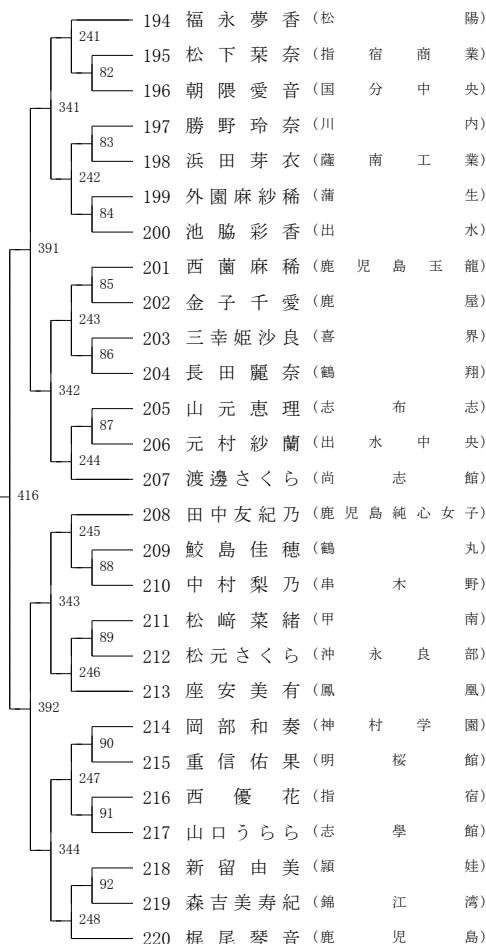 194 福永夢香 (松陽)
241
195 松下栞奈 (指宿商業)
82
196 朝隈愛音 (国分中央)
341
197 勝野玲奈 (川内)
83
198 浜田芽衣 (薩南工業)
242
199 外園麻紗稀 (蒲生)
84
200 池脇彩香 (出水)
391
201 西薗麻稀 (鹿児島玉龍)
85
202 金子千愛 (鹿屋)
243
203 三幸姫沙良 (喜界)
86
204 長田麗奈 (鶴翔)
342
205 山元恵理 (志布志)
87
206 元村紗蘭 (出水中央)
244
207 渡邊さくら (尚志館)
416
208 田中友紀乃 (鹿児島純心女子)
245
209 鮫島佳穂 (鶴丸)
88
210 中村梨乃 (串木野)
343
211 松﨑菜緒 (甲南)
89
212 松元さくら (沖永良部)
246
213 座安美有 (鳳凰)
392
214 岡部和奏 (神村学園)
90
215 重信佑果 (明桜館)
247
216 西優花 (指宿)
91
217 山口うらら (志學館)
344
218 新留由美 (頴娃)
92
219 森吉美寿紀 (錦江湾)
248
220 梶尾琴音 (鹿児島)